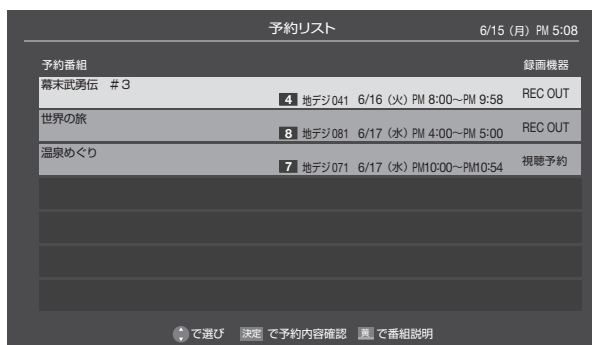 予約リスト 6/15（月）PM 5:08
予約番組 録画機器
幕末武勇伝 #3
4 地デジ041 6/16（火）PM 8:00～PM 9:58 REC OUT
世界の旅
8 地デジ081 6/17（水）PM 4:00～PM 5:00 REC OUT
温泉めぐり
7 地デジ071 6/17（水）PM10:00～PM10:54 視聴予約
で選び 決定 で予約内容確認 黄 で番組説明